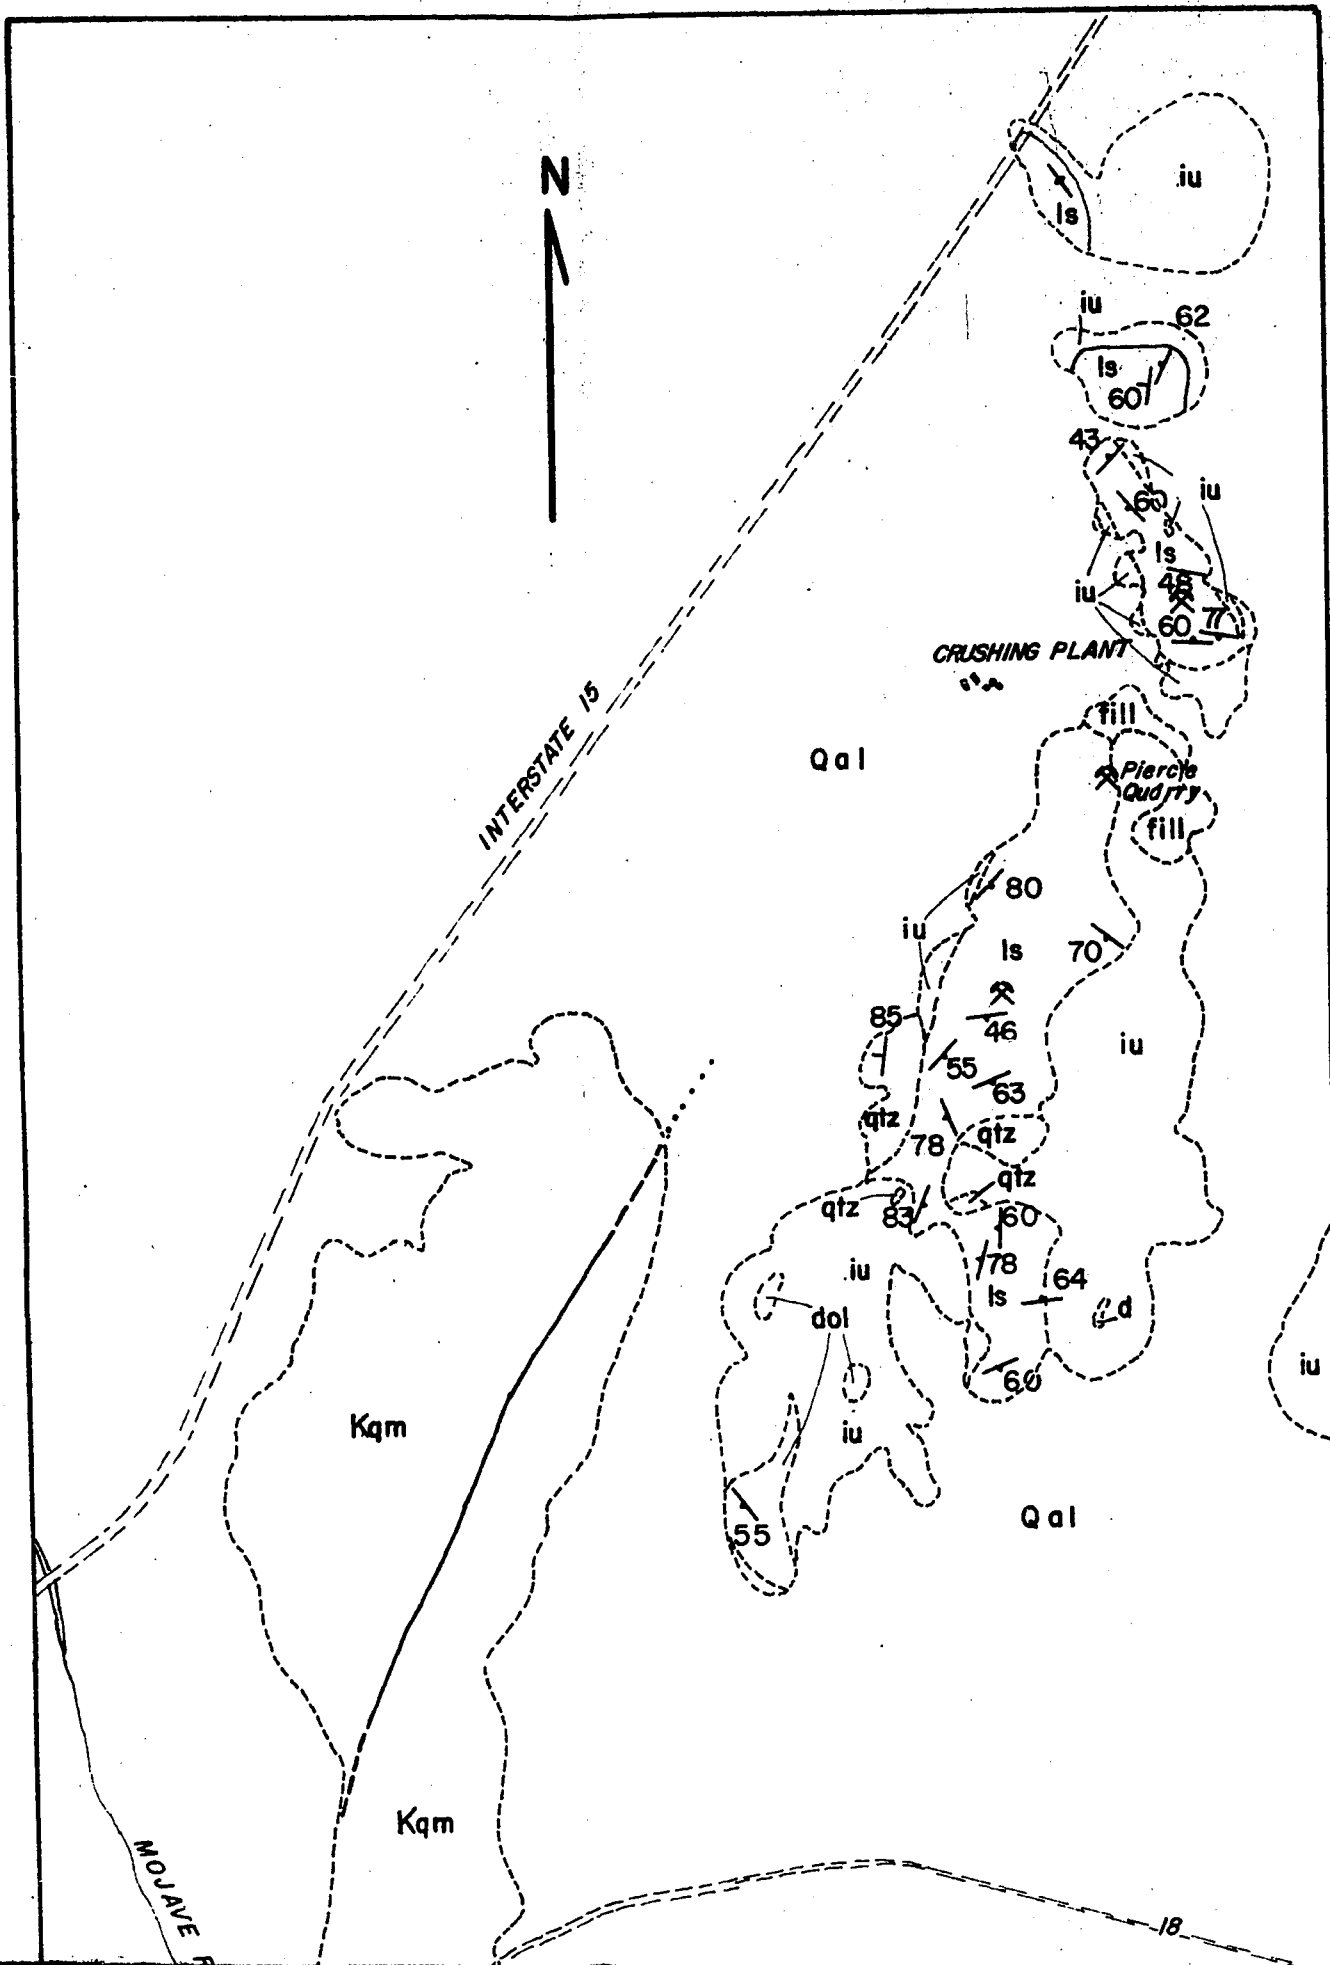 N
iu
ls
iu
62
ls
60
43
60
iu
ls
48
iu
60
77
CRUSHING PLANT
fill
INTERSTATE 15
Qal
Quarry
fill
80
iu
ls
70
85
46
iu
55
63
qtz
78
qtz
qtz
qtz
83
60
iu
78
64
ls
dol
d
60
iu
Kqm
iu
Qal
55
Kqm
MOJAVE
18